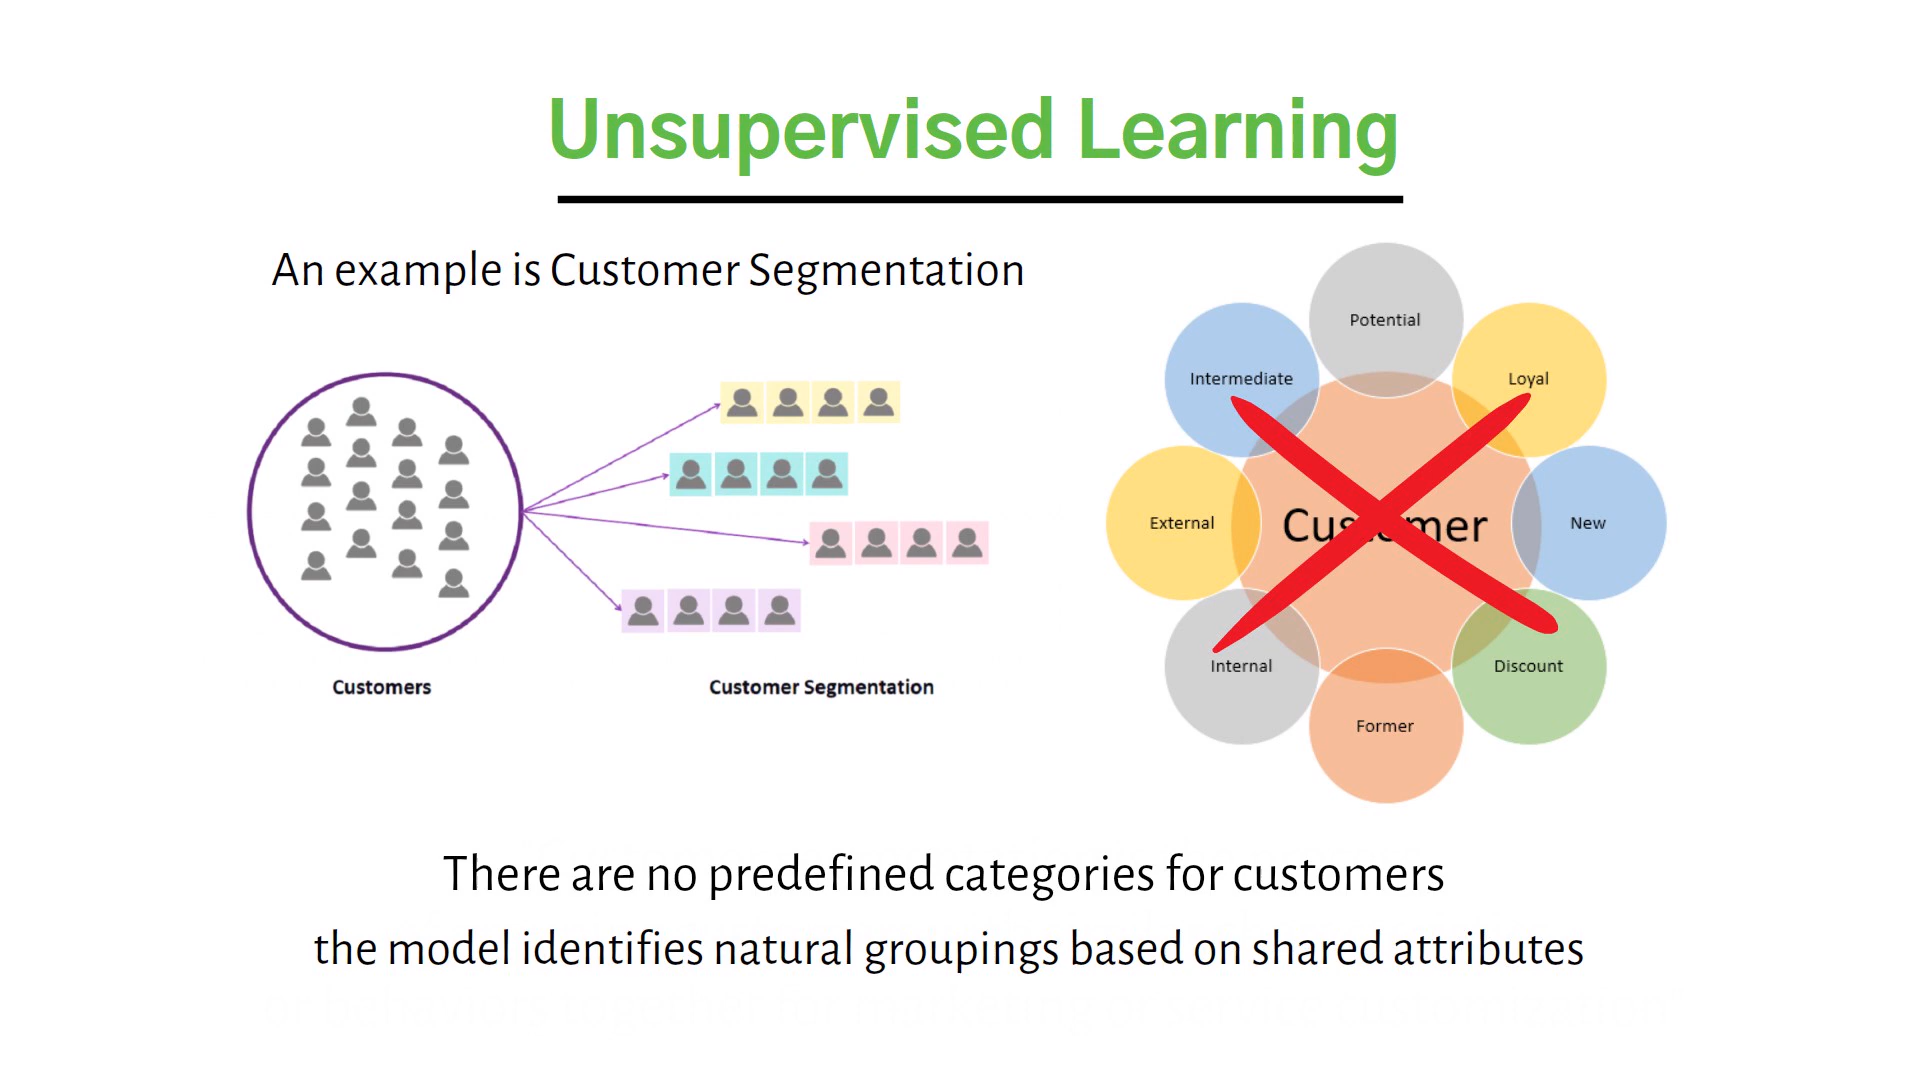 Unsupervised Learning
An example is Customer Segmentation
Customers
Customer Segmentation
Potential
Intermediate
Loyal
External
Customer
New
Internal
Discount
Former
There are no predefined categories for customers
the model identifies natural groupings based on shared attributes